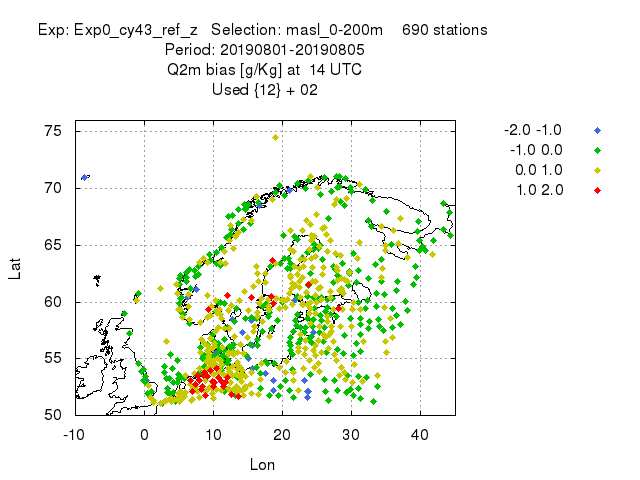 Exp: Exp0_cy43_ref_z   Selection: masl_0-200m    690 stations
Period: 20190801-20190805
Q2m bias [g/Kg] at  14 UTC
Used {12} + 02
-2.0 -1.0
-1.0  0.0
0.0  1.0
1.0  2.0
75
70
65
60
55
50
Lat
-10 0 10 20 30 40
Lon